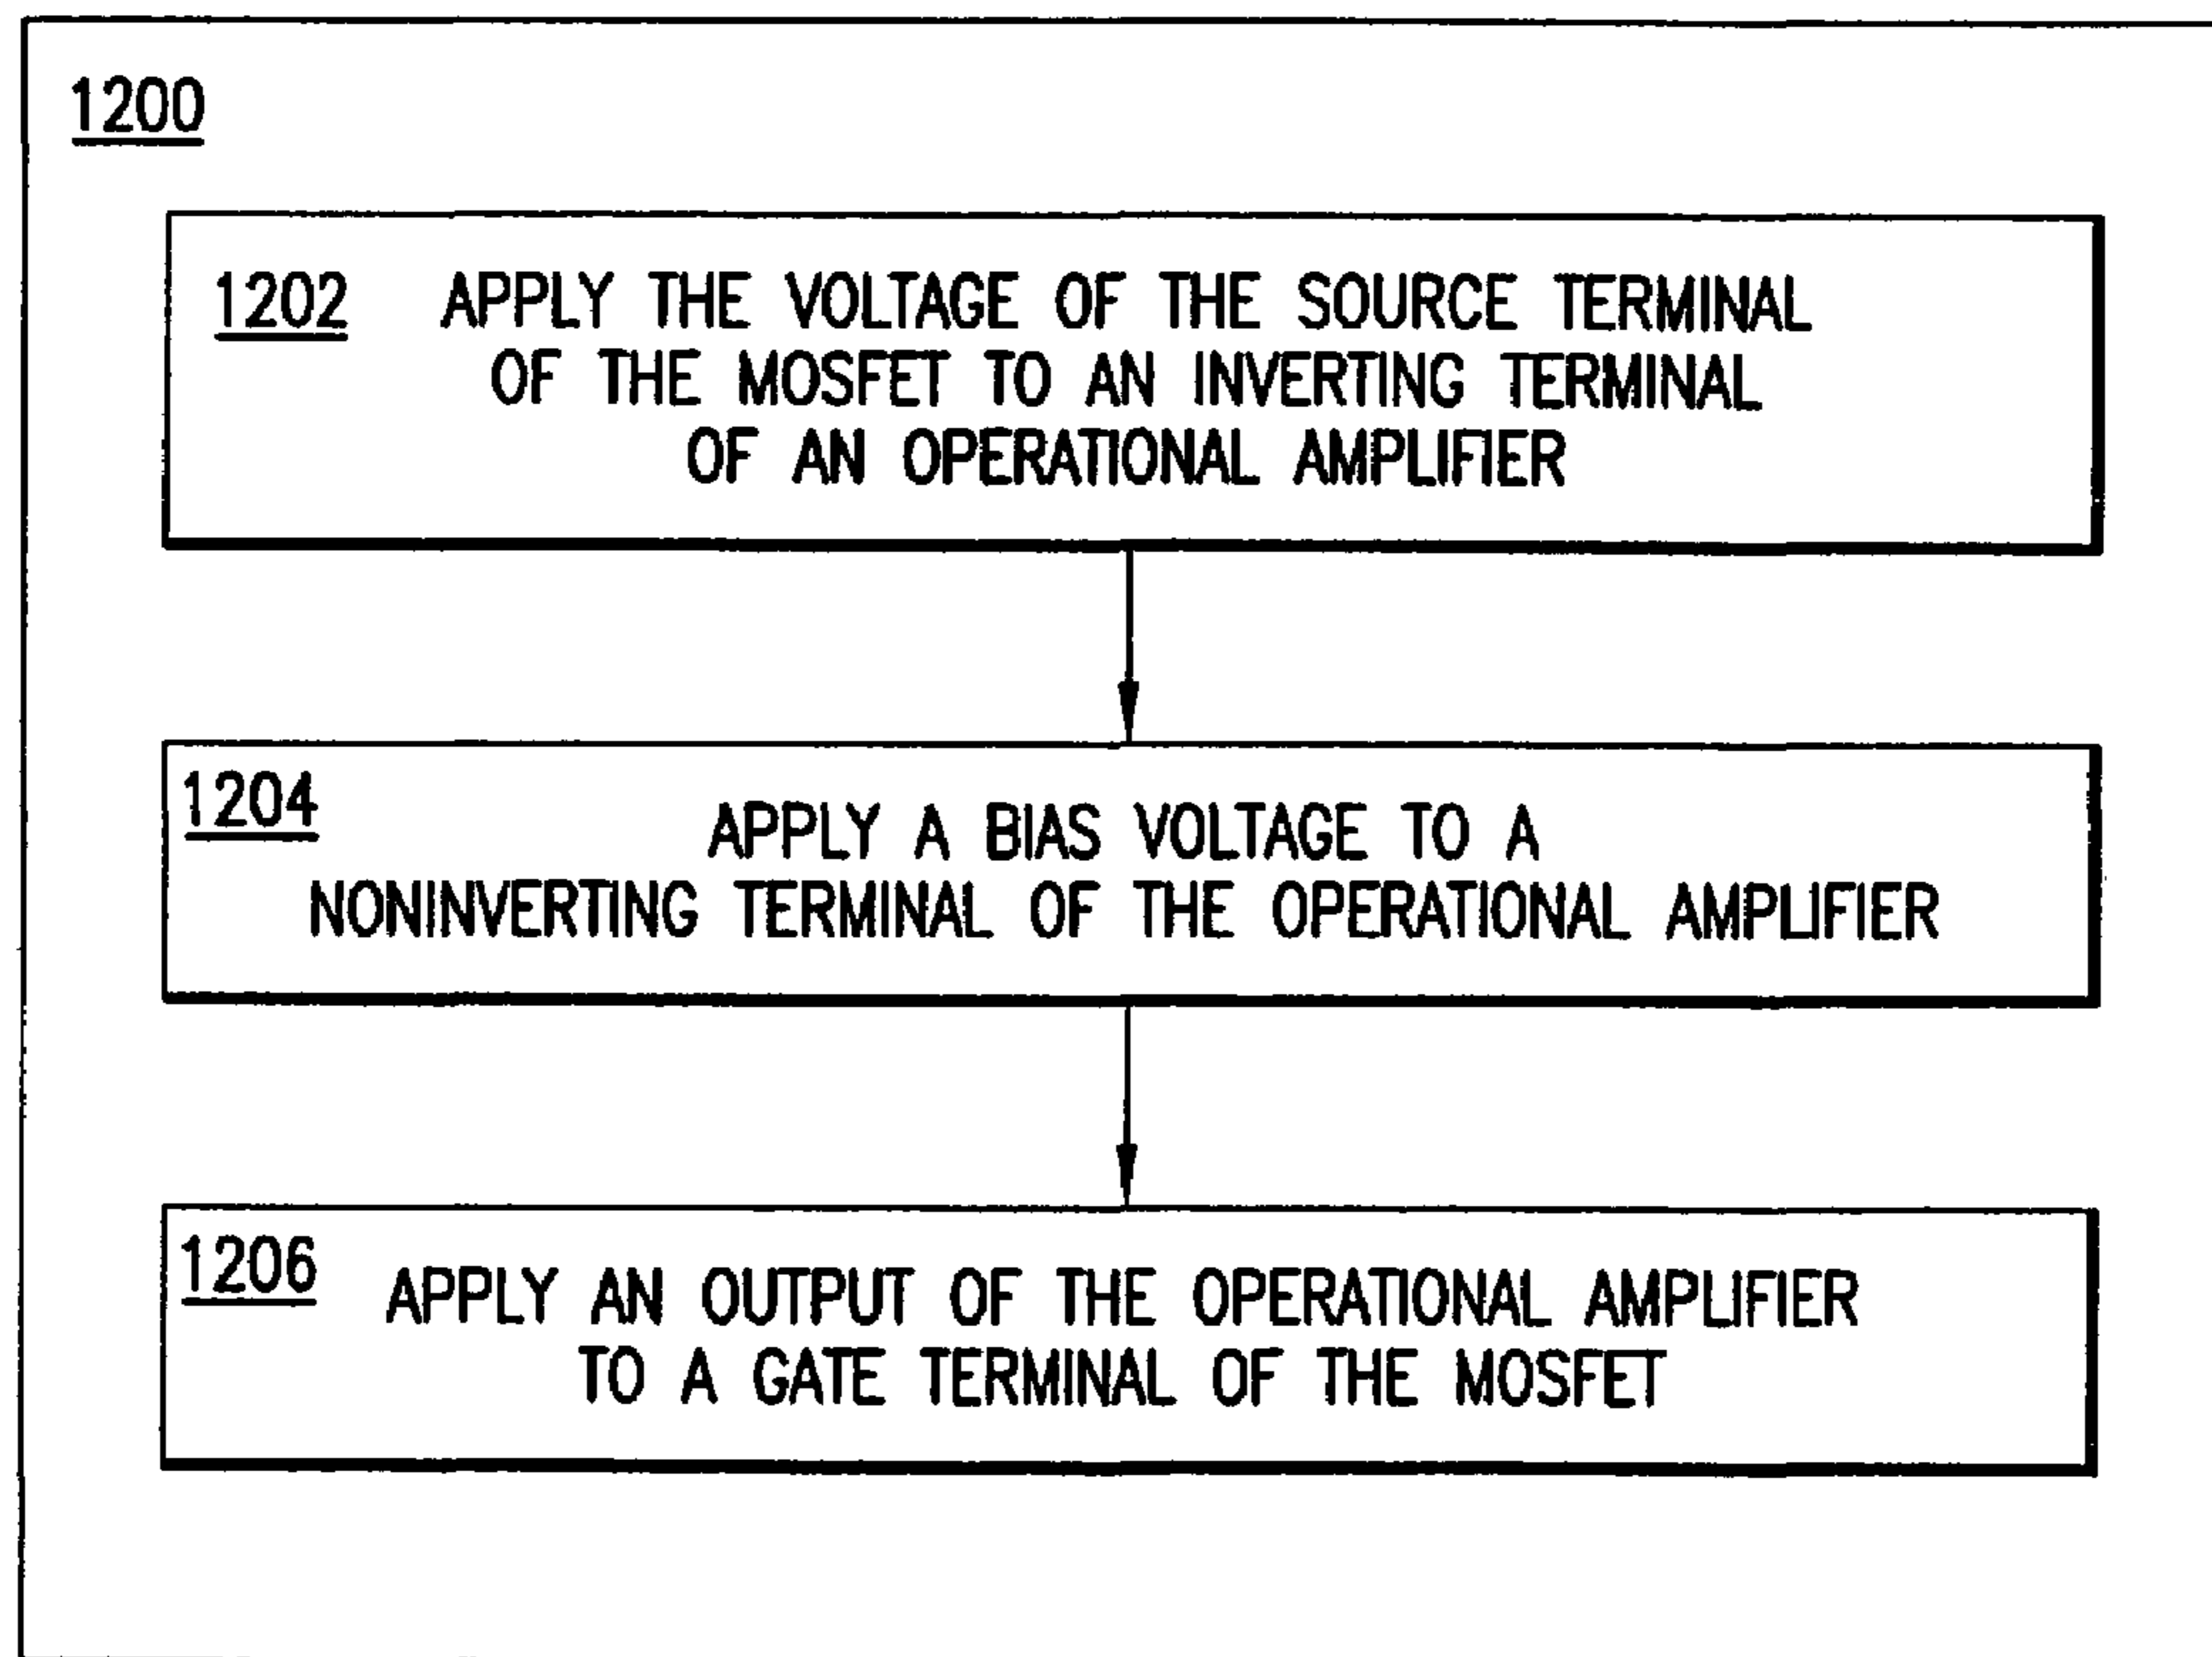 1200
1202 APPLY THE VOLTAGE OF THE SOURCE TERMINAL
OF THE MOSFET TO AN INVERTING TERMINAL
OF AN OPERATIONAL AMPLIFIER
1204
APPLY A BIAS VOLTAGE TO A
NONINVERTING TERMINAL OF THE OPERATIONAL AMPLIFIER
1206
APPLY AN OUTPUT OF THE OPERATIONAL AMPLIFIER
TO A GATE TERMINAL OF THE MOSFET